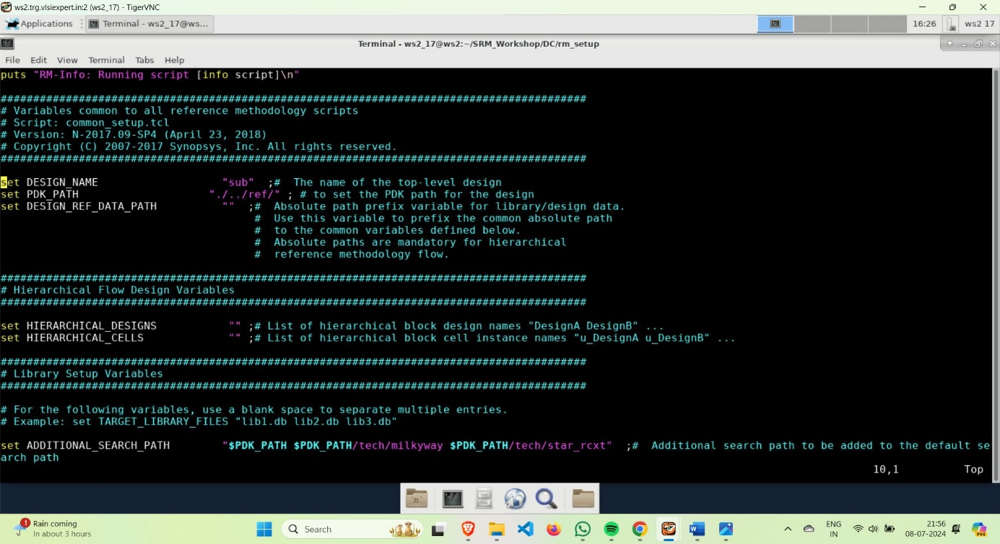 ws2.trg.vlsiexpert.in:2 (ws2_17) - TigerVNC
Applications Terminal - ws2_17@ws... 16:26 ws2 17
Terminal - ws2_17@ws2:~/SRM_Workshop/DC/rm_setup
File Edit View Terminal Tabs Help
puts "RM-Info: Running script [info script]\n"
##########################################################################################
# Variables common to all reference methodology scripts
# Script: common_setup.tcl
# Version: N-2017.09-SP4 (April 23, 2018)
# Copyright (C) 2007-2017 Synopsys, Inc. All rights reserved.
##########################################################################################
set DESIGN_NAME "sub" ;# The name of the top-level design
set PDK_PATH "./../ref/" ; # to set the PDK path for the design
set DESIGN_REF_DATA_PATH "" ;# Absolute path prefix variable for library/design data.
# Use this variable to prefix the common absolute path
# to the common variables defined below.
# Absolute paths are mandatory for hierarchical
# reference methodology flow.
##########################################################################################
# Hierarchical Flow Design Variables
##########################################################################################
set HIERARCHICAL_DESIGNS "" ;# List of hierarchical block design names "DesignA DesignB" ...
set HIERARCHICAL_CELLS "" ;# List of hierarchical block cell instance names "u_DesignA u_DesignB" ...
##########################################################################################
# Library Setup Variables
##########################################################################################
# For the following variables, use a blank space to separate multiple entries.
# Example: set TARGET_LIBRARY_FILES "lib1.db lib2.db lib3.db"
set ADDITIONAL_SEARCH_PATH "$PDK_PATH $PDK_PATH/tech/milkyway $PDK_PATH/tech/star_rcxt" ;# Additional search path to be added to the default se
arch path
10,1 Top
1 Rain coming
In about 3 hours
Search
ENG
IN
21:56
08-07-2024
PRE